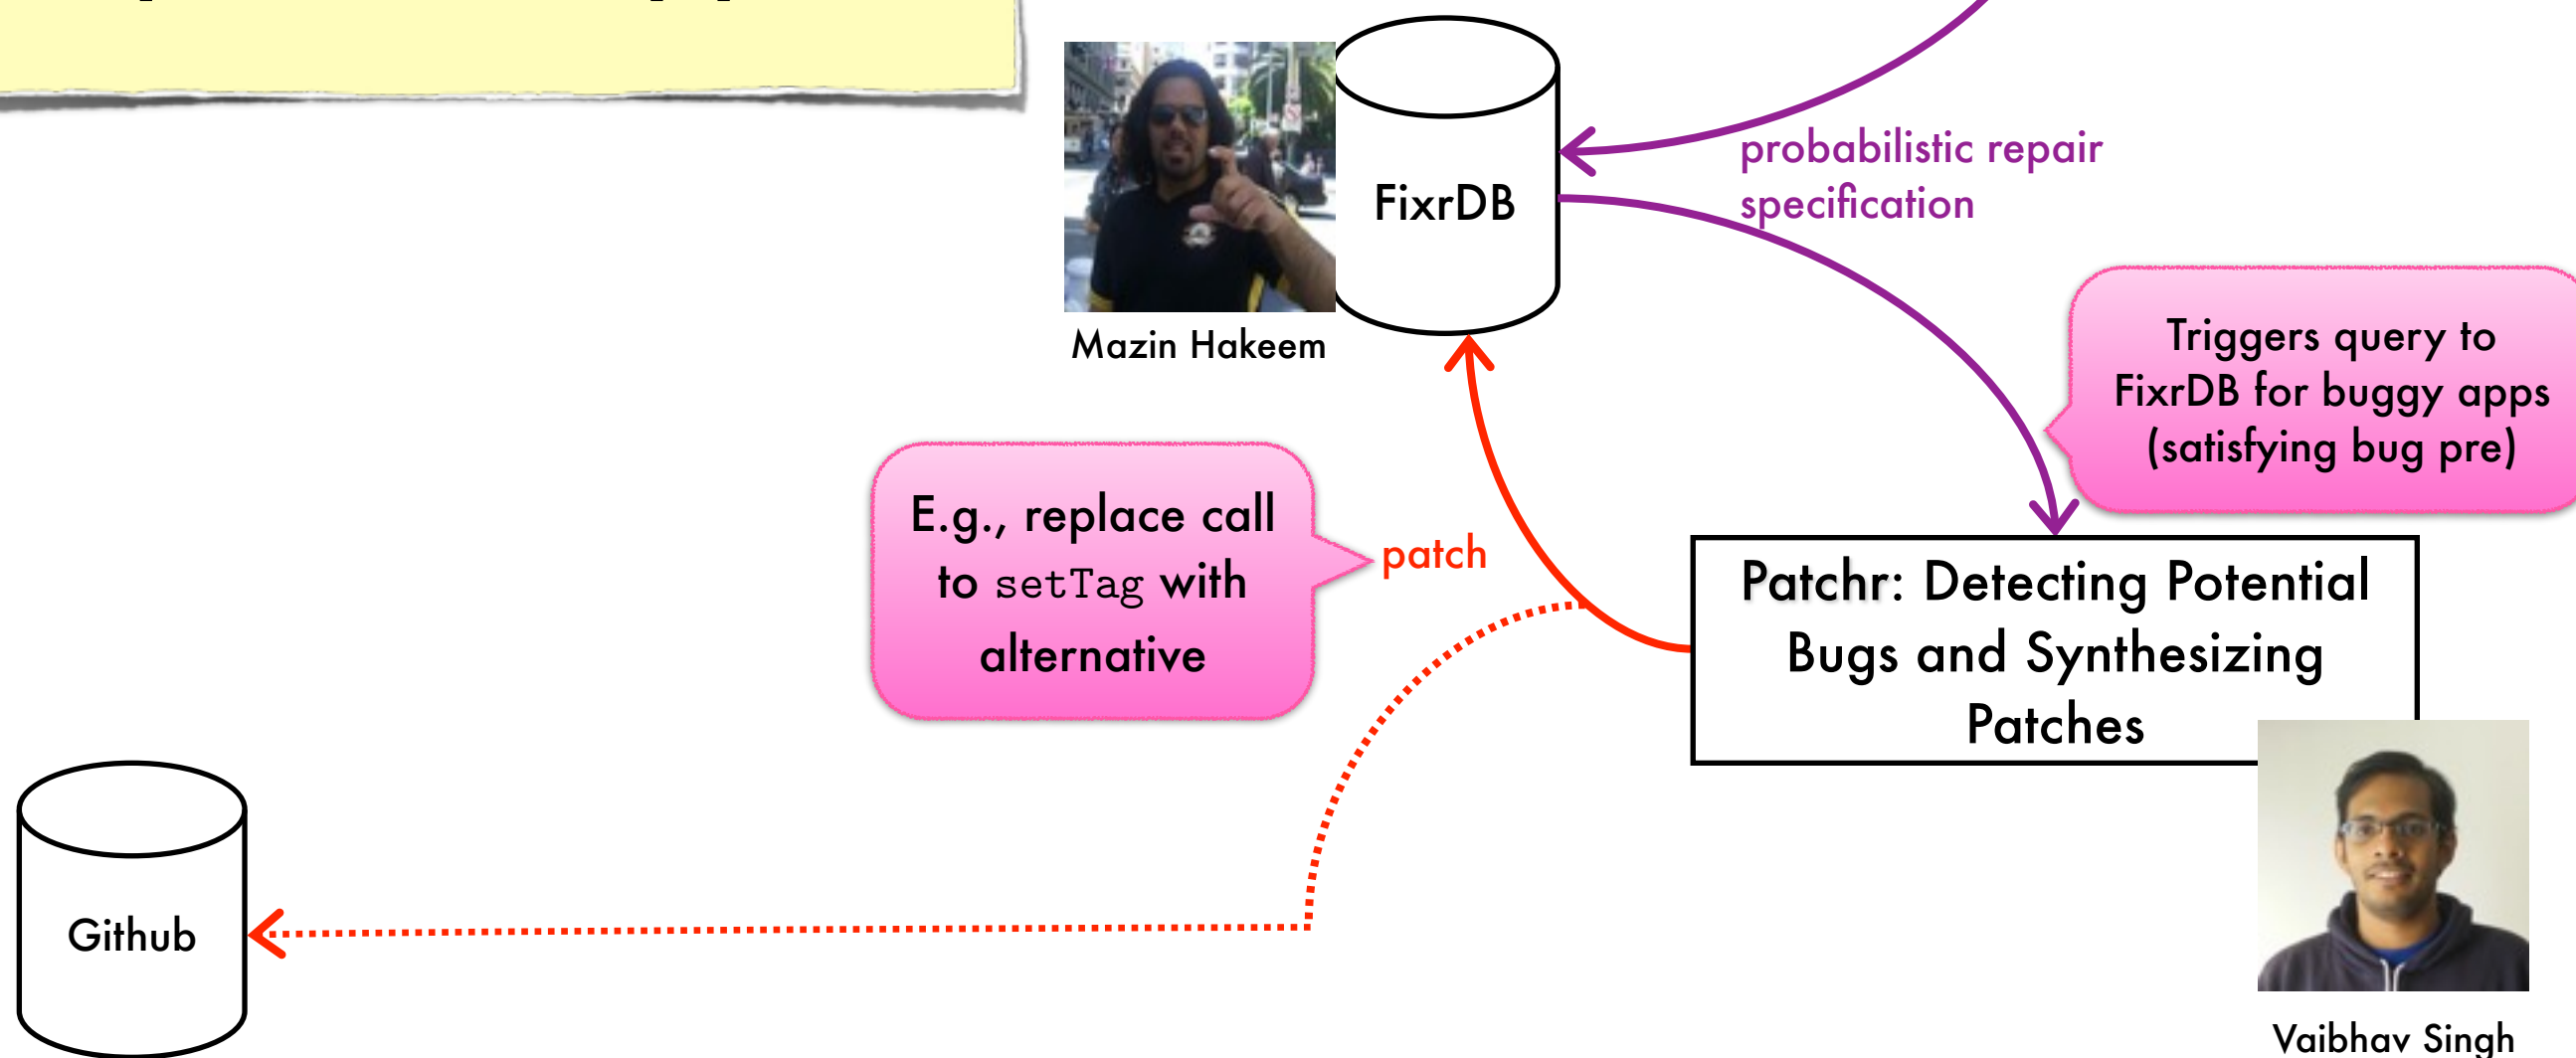 FixrDB
Mazin Hakeem
probabilistic repair
specification
Triggers query to
FixrDB for buggy apps
(satisfying bug pre)
E.g., replace call
to setTag with
alternative
patch
Patchr: Detecting Potential
Bugs and Synthesizing
Patches
Github
Vaibhav Singh